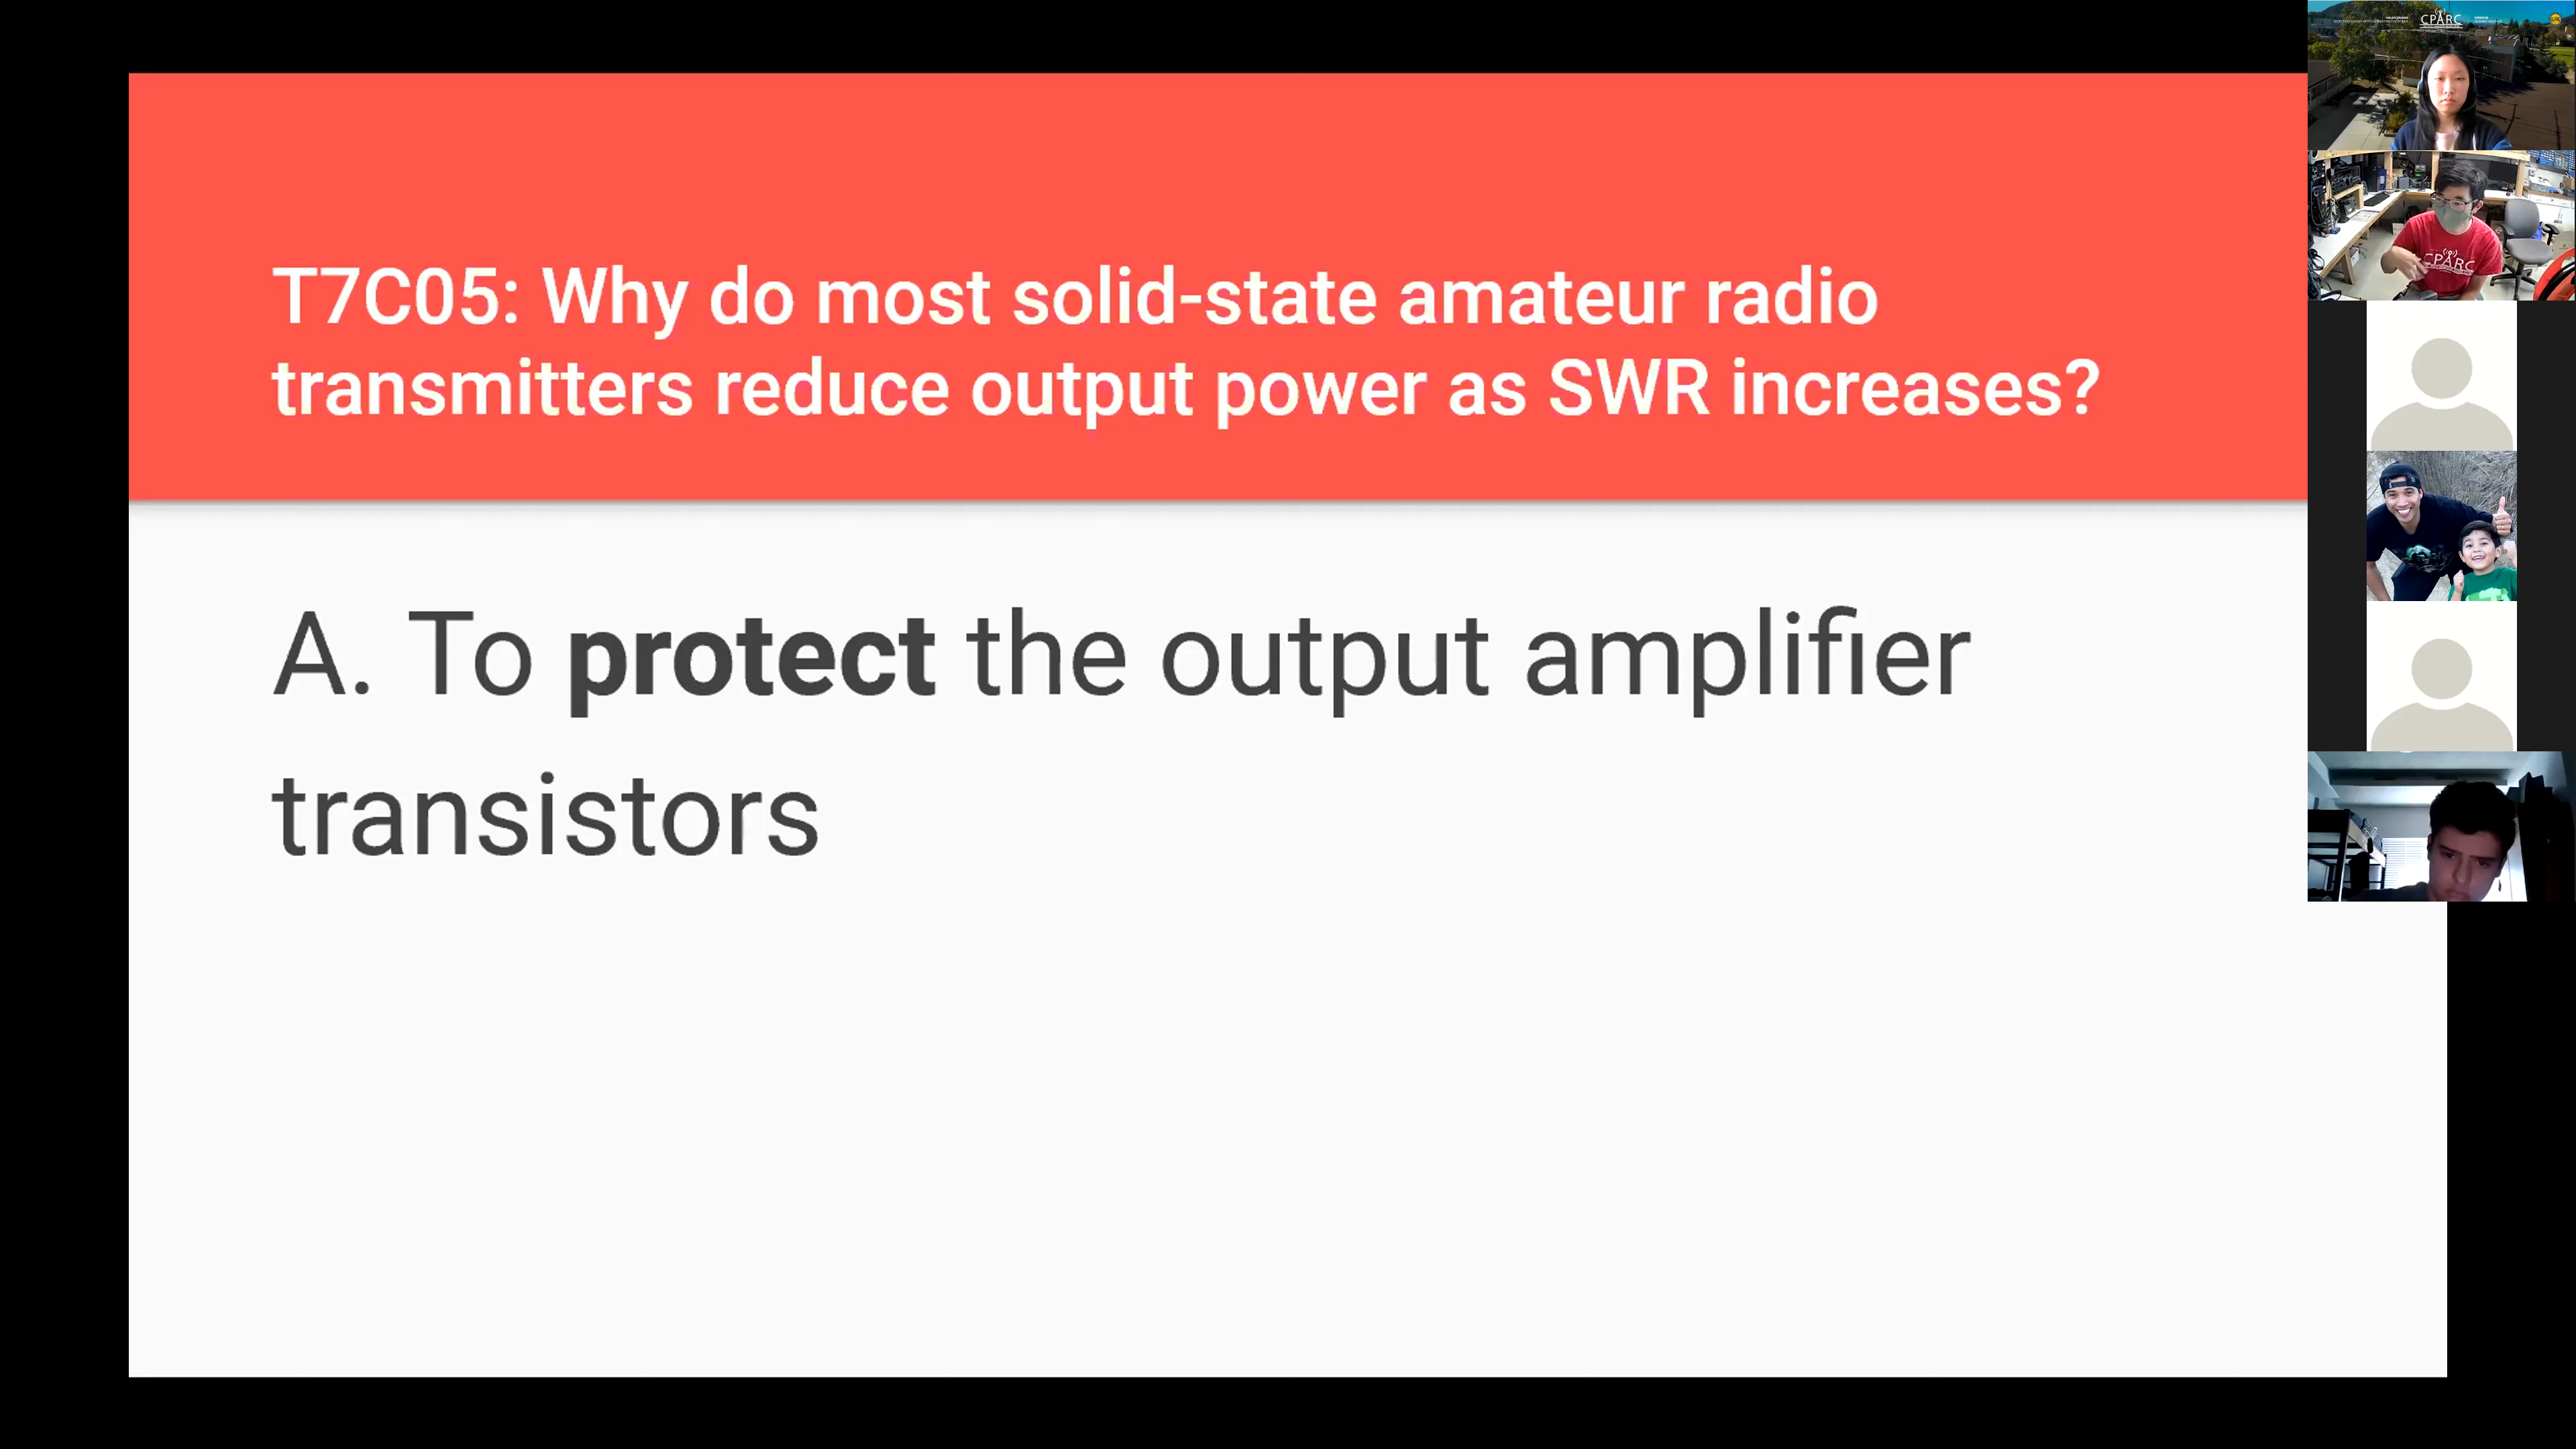 T7C05: Why do most solid-state amateur radio
transmitters reduce output power as SWR increases?
A. To protect the output amplifier
transistors
CPARC
CPARC